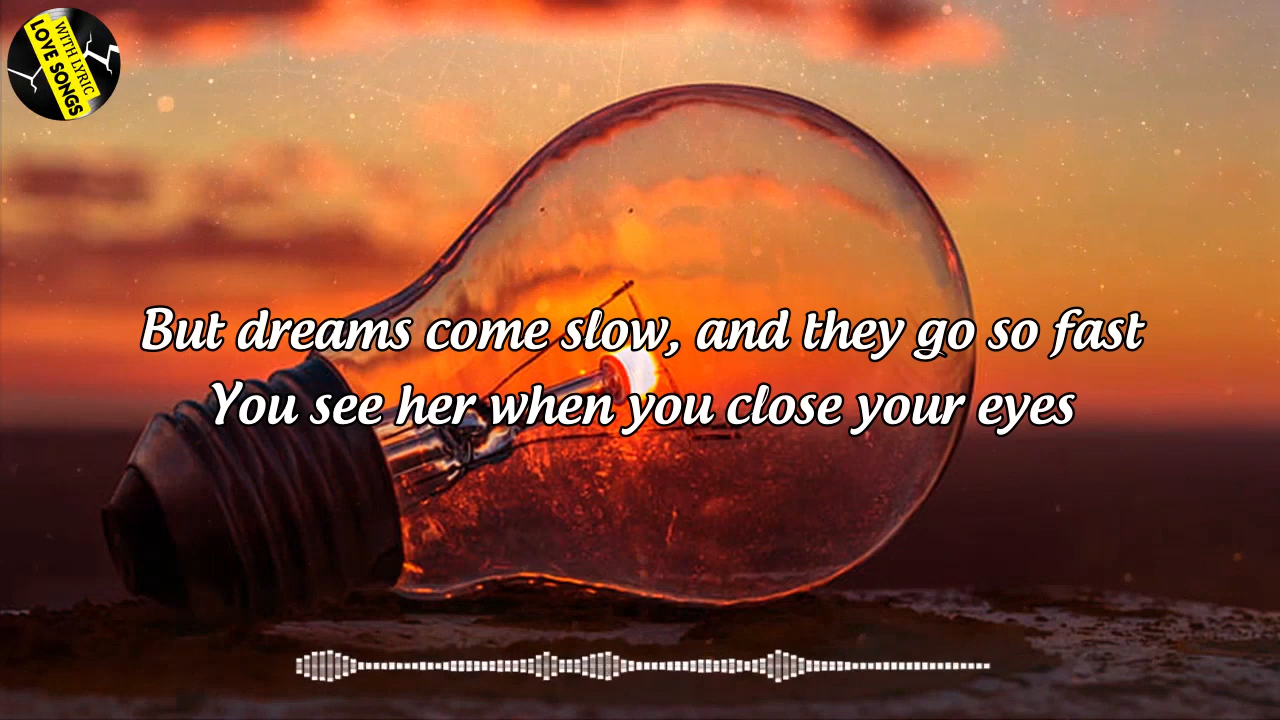 WITH LYRIC
LOVE SONGS
But dreams come slow, and they go so fast
You see her when you close your eyes